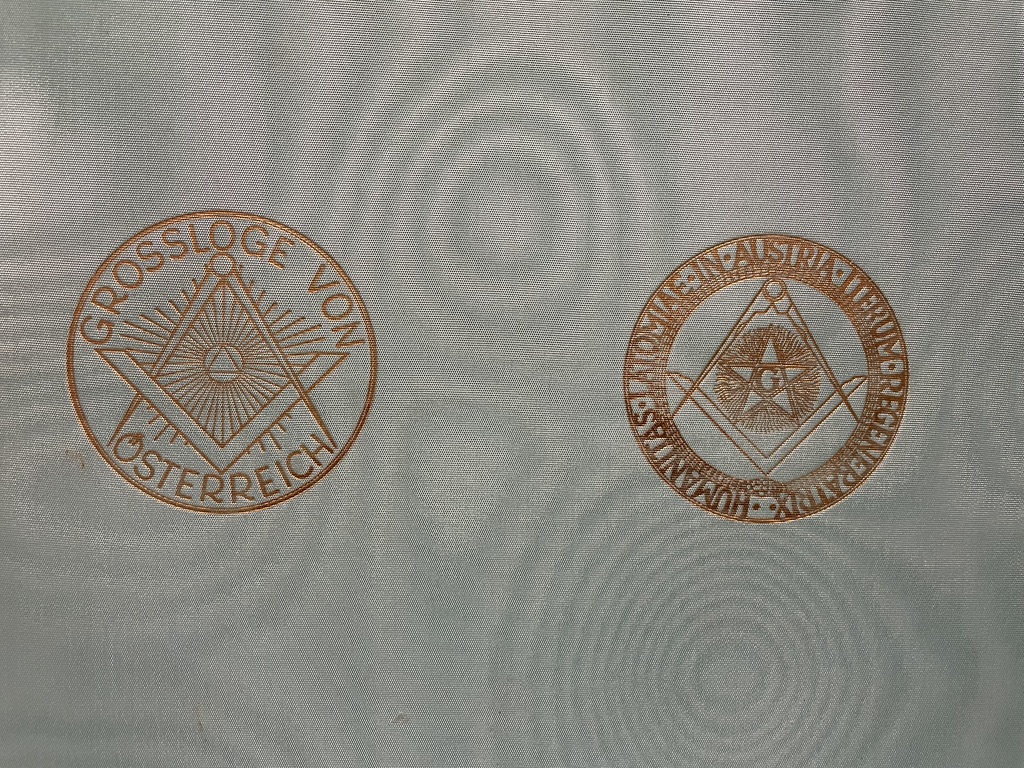 GROSSLOGE VON
ÖSTERREICH
HUMANITAS · LATOMIAE · IN · AUSTRIA · ITERUM · REGENERATRIX ·
G